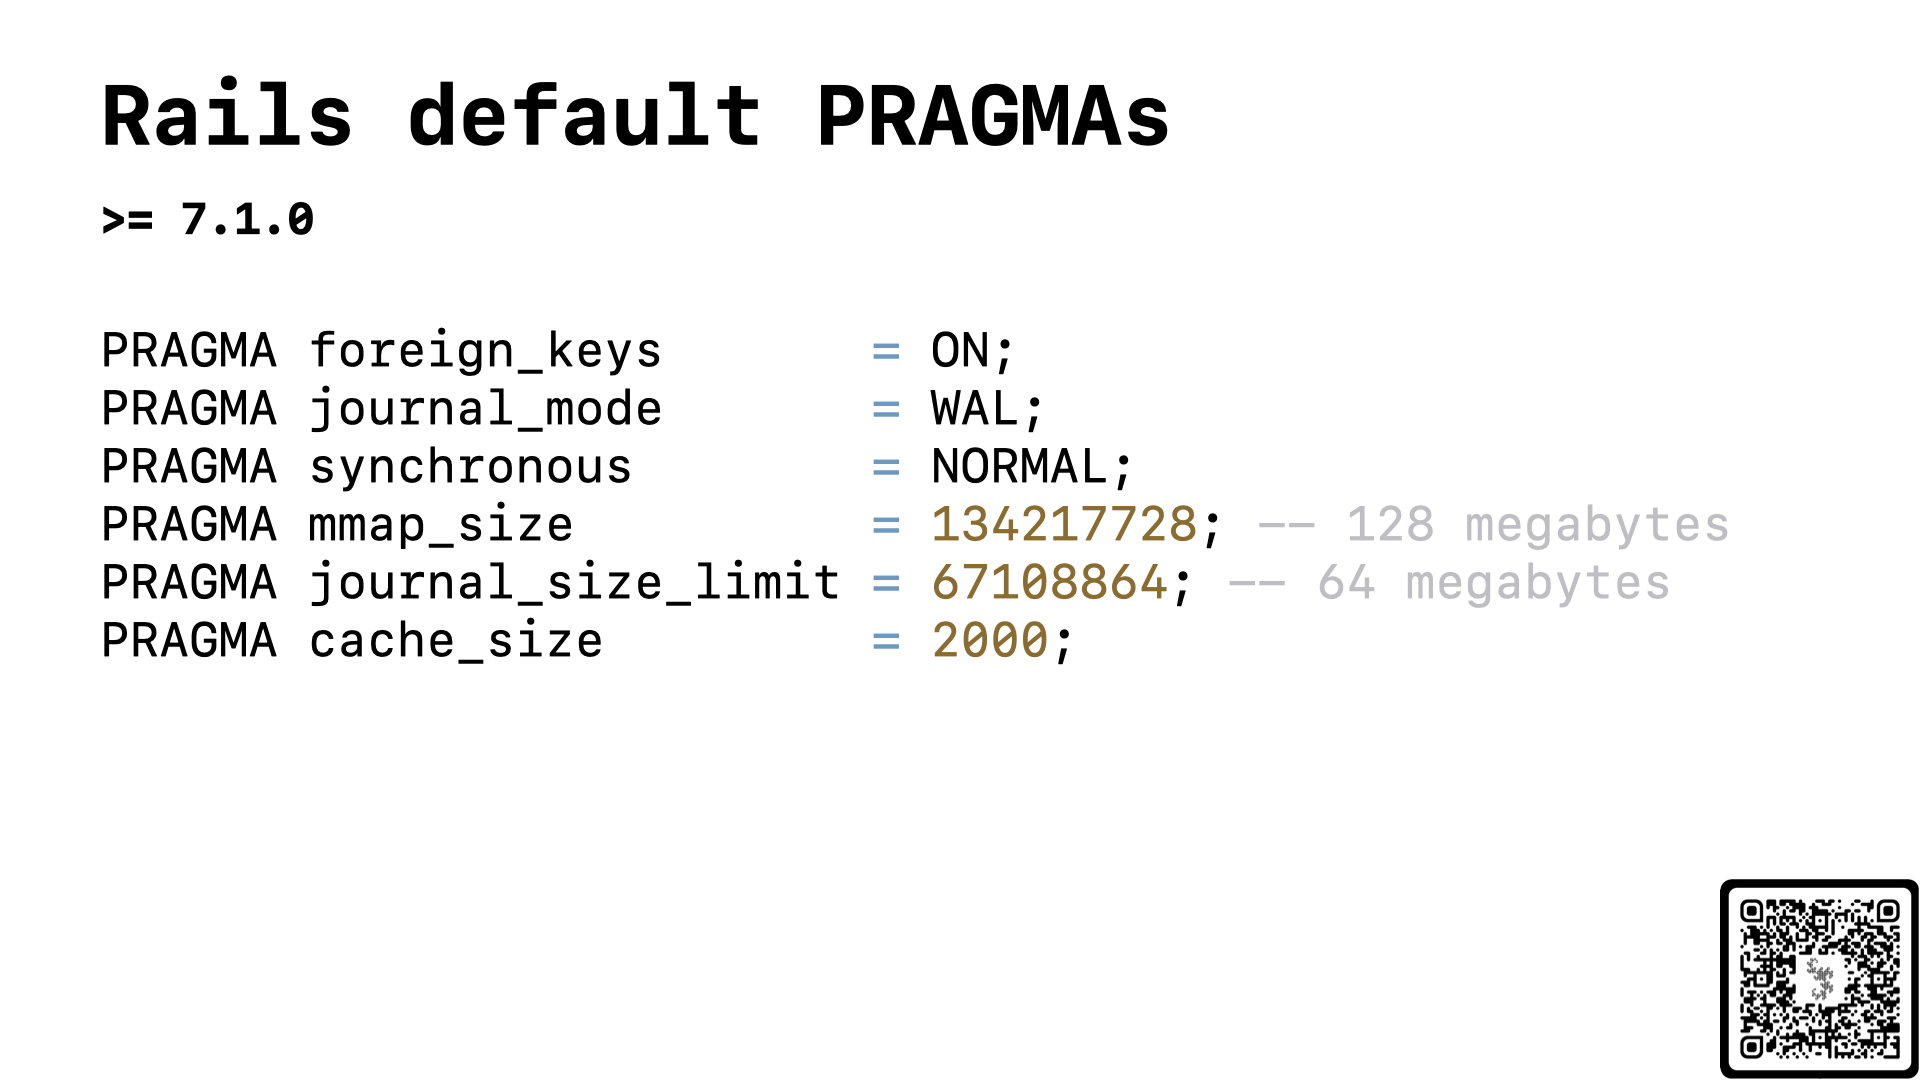 Rails default PRAGMAs
>= 7.1.0
PRAGMA foreign_keys       = ON;
PRAGMA journal_mode       = WAL;
PRAGMA synchronous        = NORMAL;
PRAGMA mmap_size          = 134217728; -- 128 megabytes
PRAGMA journal_size_limit = 67108864; -- 64 megabytes
PRAGMA cache_size         = 2000;